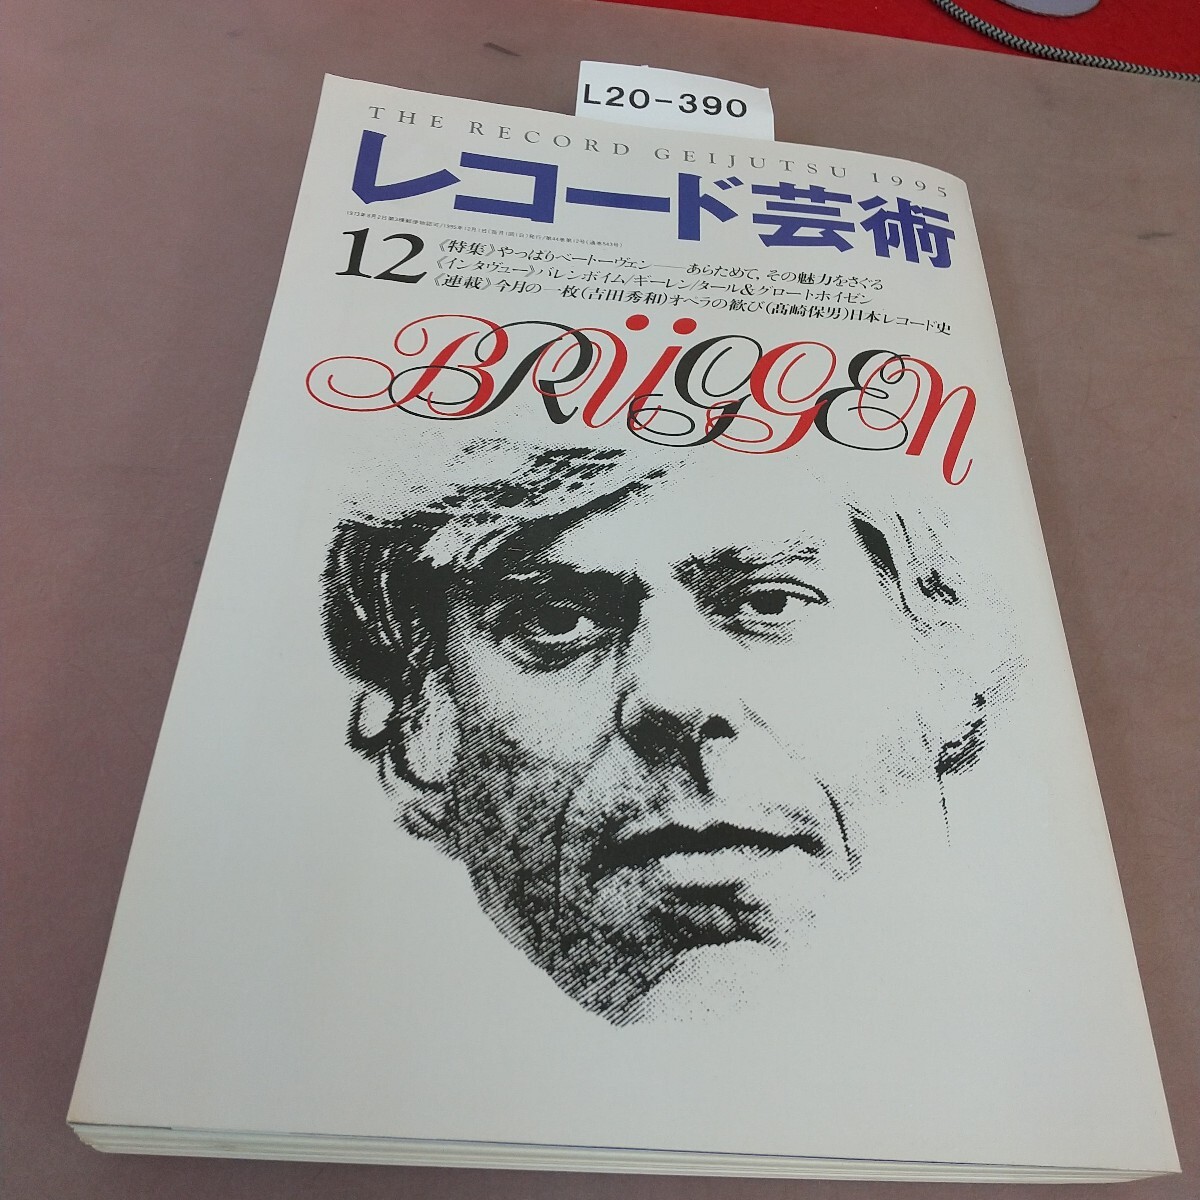 L20-390
THE RECORD GEIJUTSU 1995
レコード芸術
12
《特集》やっぱりベートーヴェン——あらためて、その魅力をさぐる
《インタヴュー》バレンボイム/ギーレン/タール&グロートホイゼン
《連載》今月の一枚(吉田秀和)オペラの歓び(髙崎保男)日本レコード史
BRÜGGEN